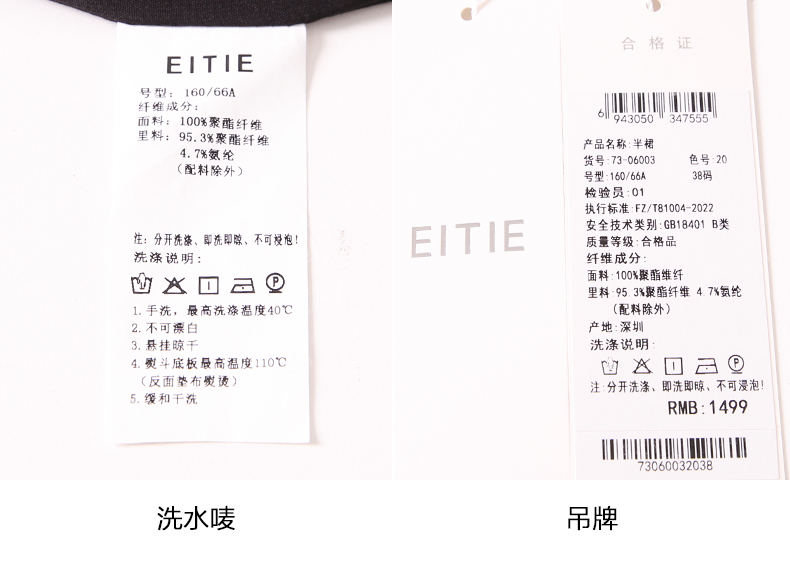 EITIE
号型: 160/66A
纤维成分:
面料: 100%聚酯纤维
里料: 95.3%聚酯纤维
4.7%氨纶
(配料除外)
注: 分开洗涤、即洗即晾、不可浸泡!
洗涤说明:
P
1. 手洗, 最高洗涤温度40℃
2. 不可漂白
3. 悬挂晾干
4. 熨斗底板最高温度110℃
(反面垫布熨烫)
5. 缓和干洗
洗水唛
EITIE
合格证
6 943050 347555
产品名称:半裙
货号:73-06003 色号:20
号型:160/66A 38码
检验员:01
执行标准:FZ/T81004-2022
安全技术类别:GB18401 B类
质量等级:合格品
纤维成分:
面料:100%聚酯维纤
里料:95.3%聚酯纤维 4.7%氨纶
(配料除外)
产地:深圳
洗涤说明:
P
注:分开洗涤、即洗即晾、不可浸泡!
RMB:1499
73060032038
吊牌